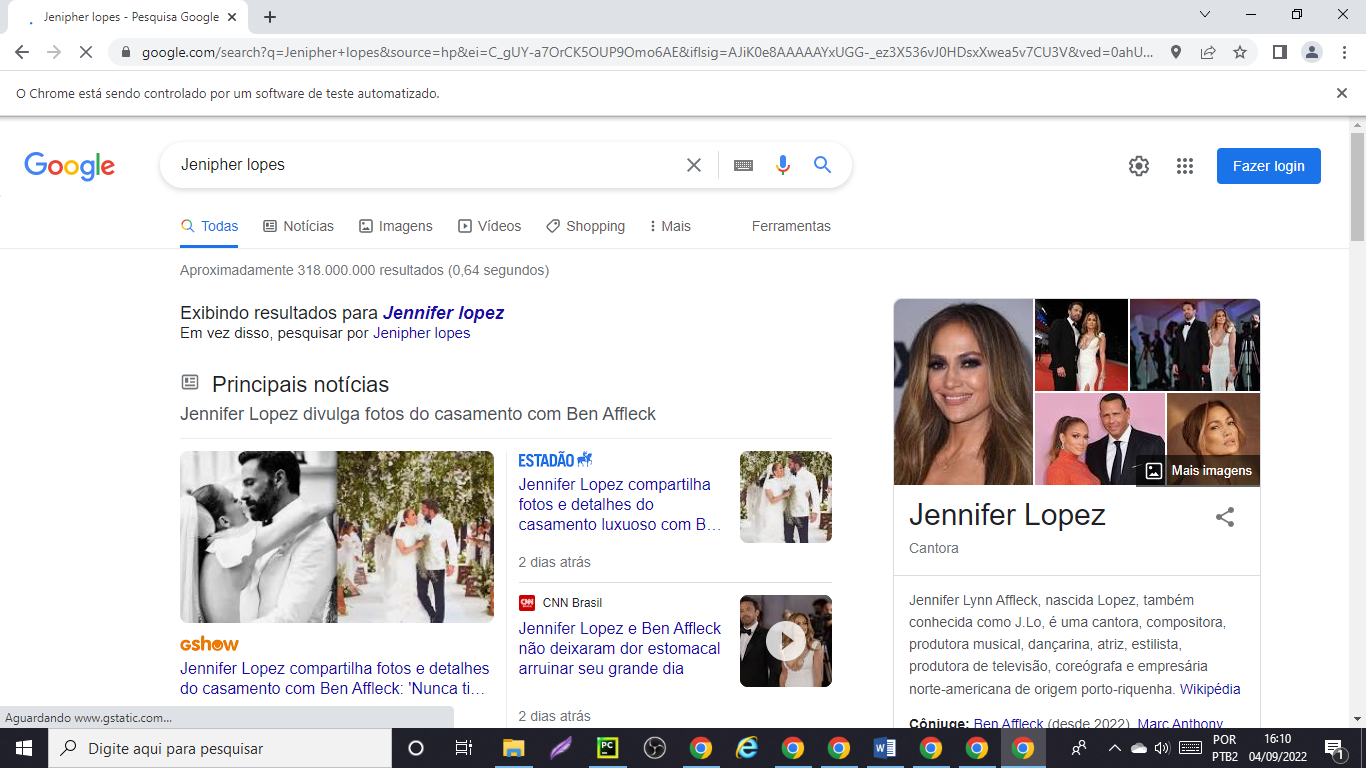 Jenipher lopes - Pesquisa Google
google.com/search?q=Jenipher+lopes&source=hp&ei=C_gUY-a7OrCK5OUP9Omo6AE&iflsig=AJiK0e8AAAAAYxUGG-_ez3X536vJ0HDsxXwea5v7CU3V&ved=0ahU...
O Chrome está sendo controlado por um software de teste automatizado.
Google
Jenipher lopes
Fazer login
Todas
Notícias
Imagens
Vídeos
Shopping
Mais
Ferramentas
Aproximadamente 318.000.000 resultados (0,64 segundos)
Exibindo resultados para Jennifer lopez
Em vez disso, pesquisar por Jenipher lopes
Principais notícias
Jennifer Lopez divulga fotos do casamento com Ben Affleck
gshow
Jennifer Lopez compartilha fotos e detalhes
do casamento com Ben Affleck: 'Nunca ti...
ESTADÃO
Jennifer Lopez compartilha
fotos e detalhes do
casamento luxuoso com B...
2 dias atrás
CNN Brasil
Jennifer Lopez e Ben Affleck
não deixaram dor estomacal
arruinar seu grande dia
2 dias atrás
Mais imagens
Jennifer Lopez
Cantora
Jennifer Lynn Affleck, nascida Lopez, também
conhecida como J.Lo, é uma cantora, compositora,
produtora musical, dançarina, atriz, estilista,
produtora de televisão, coreógrafa e empresária
norte-americana de origem porto-riquenha. Wikipédia
Cônjuge: Ben Affleck (desde 2022), Marc Anthony
Aguardando www.gstatic.com...
Digite aqui para pesquisar
POR
PTB2
16:10
04/09/2022
1